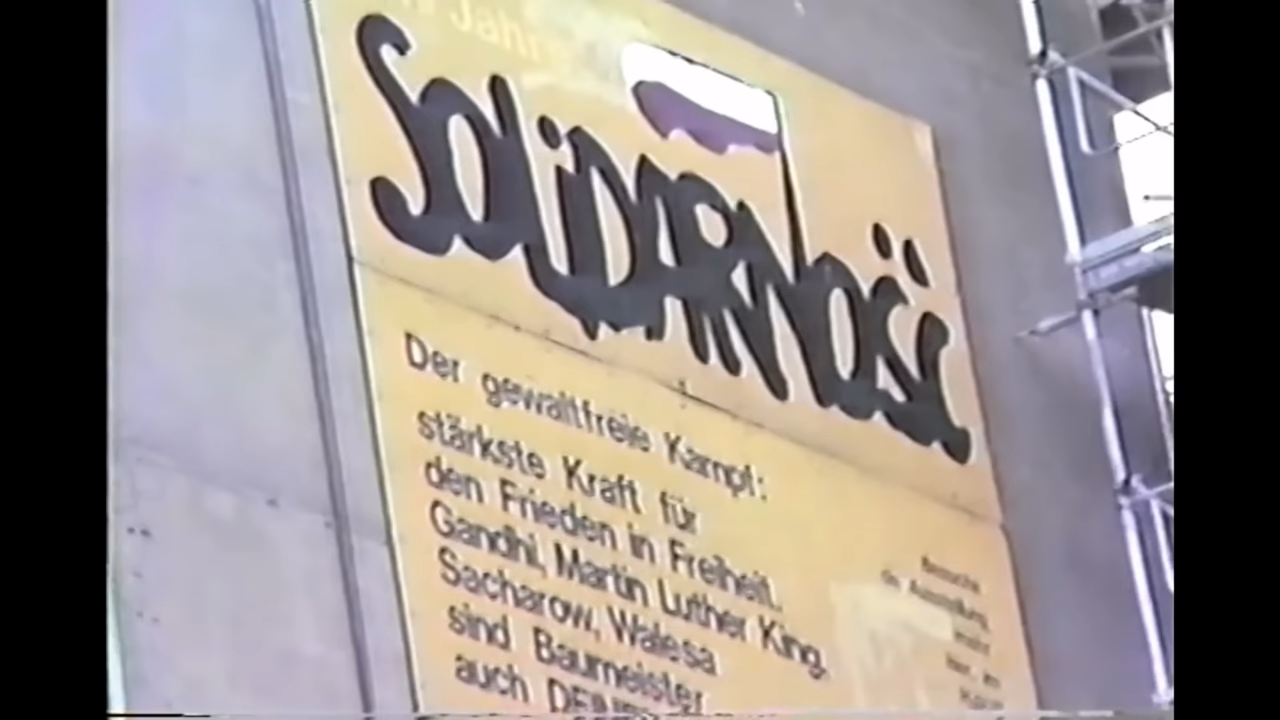 Jahre
SOLiDARNOŚĆ
Der gewaltfreie Kampf:
stärkste Kraft für
den Frieden in Freiheit.
Gandhi, Martin Luther King,
Sacharow, Walesa
sind Baumeister
auch